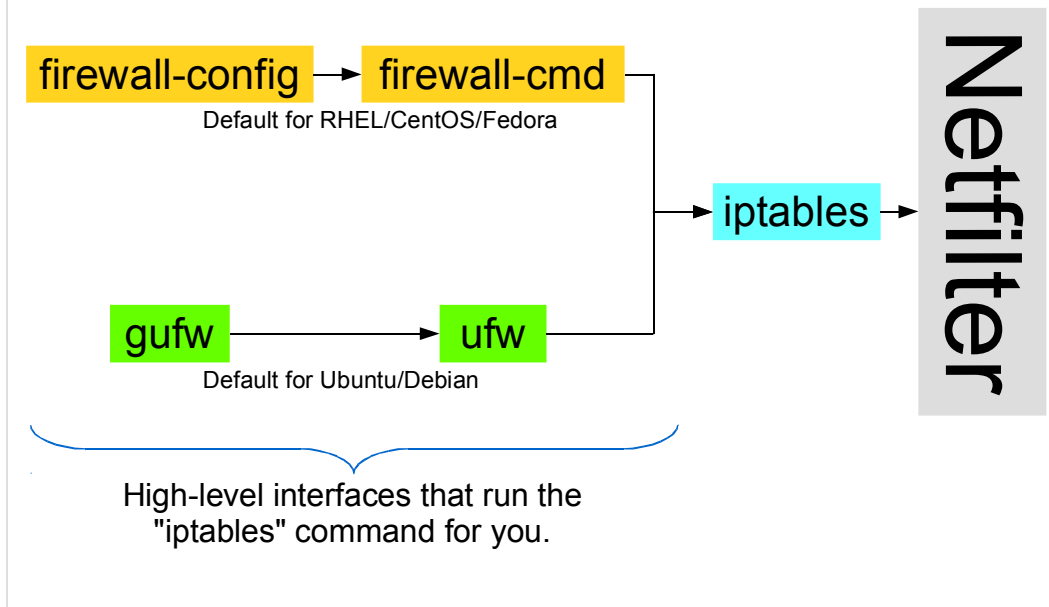 firewall-config
firewall-cmd
Default for RHEL/CentOS/Fedora
iptables
Netfilter
gufw
ufw
Default for Ubuntu/Debian
High-level interfaces that run the
"iptables" command for you.